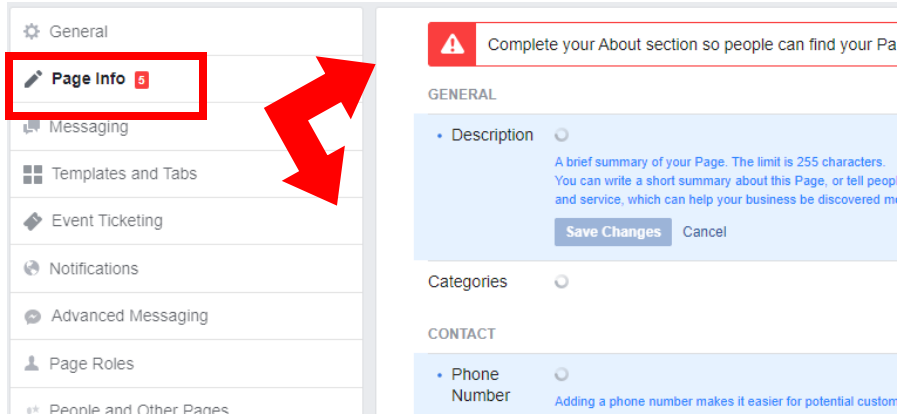 General
Page Info 5
Messaging
Templates and Tabs
Event Ticketing
Notifications
Advanced Messaging
Page Roles
People and Other Pages
Complete your About section so people can find your Pa
GENERAL
Description
A brief summary of your Page. The limit is 255 characters.
You can write a short summary about this Page, or tell peopl
and service, which can help your business be discovered m
Save Changes Cancel
Categories
CONTACT
Phone
Number
Adding a phone number makes it easier for potential custom